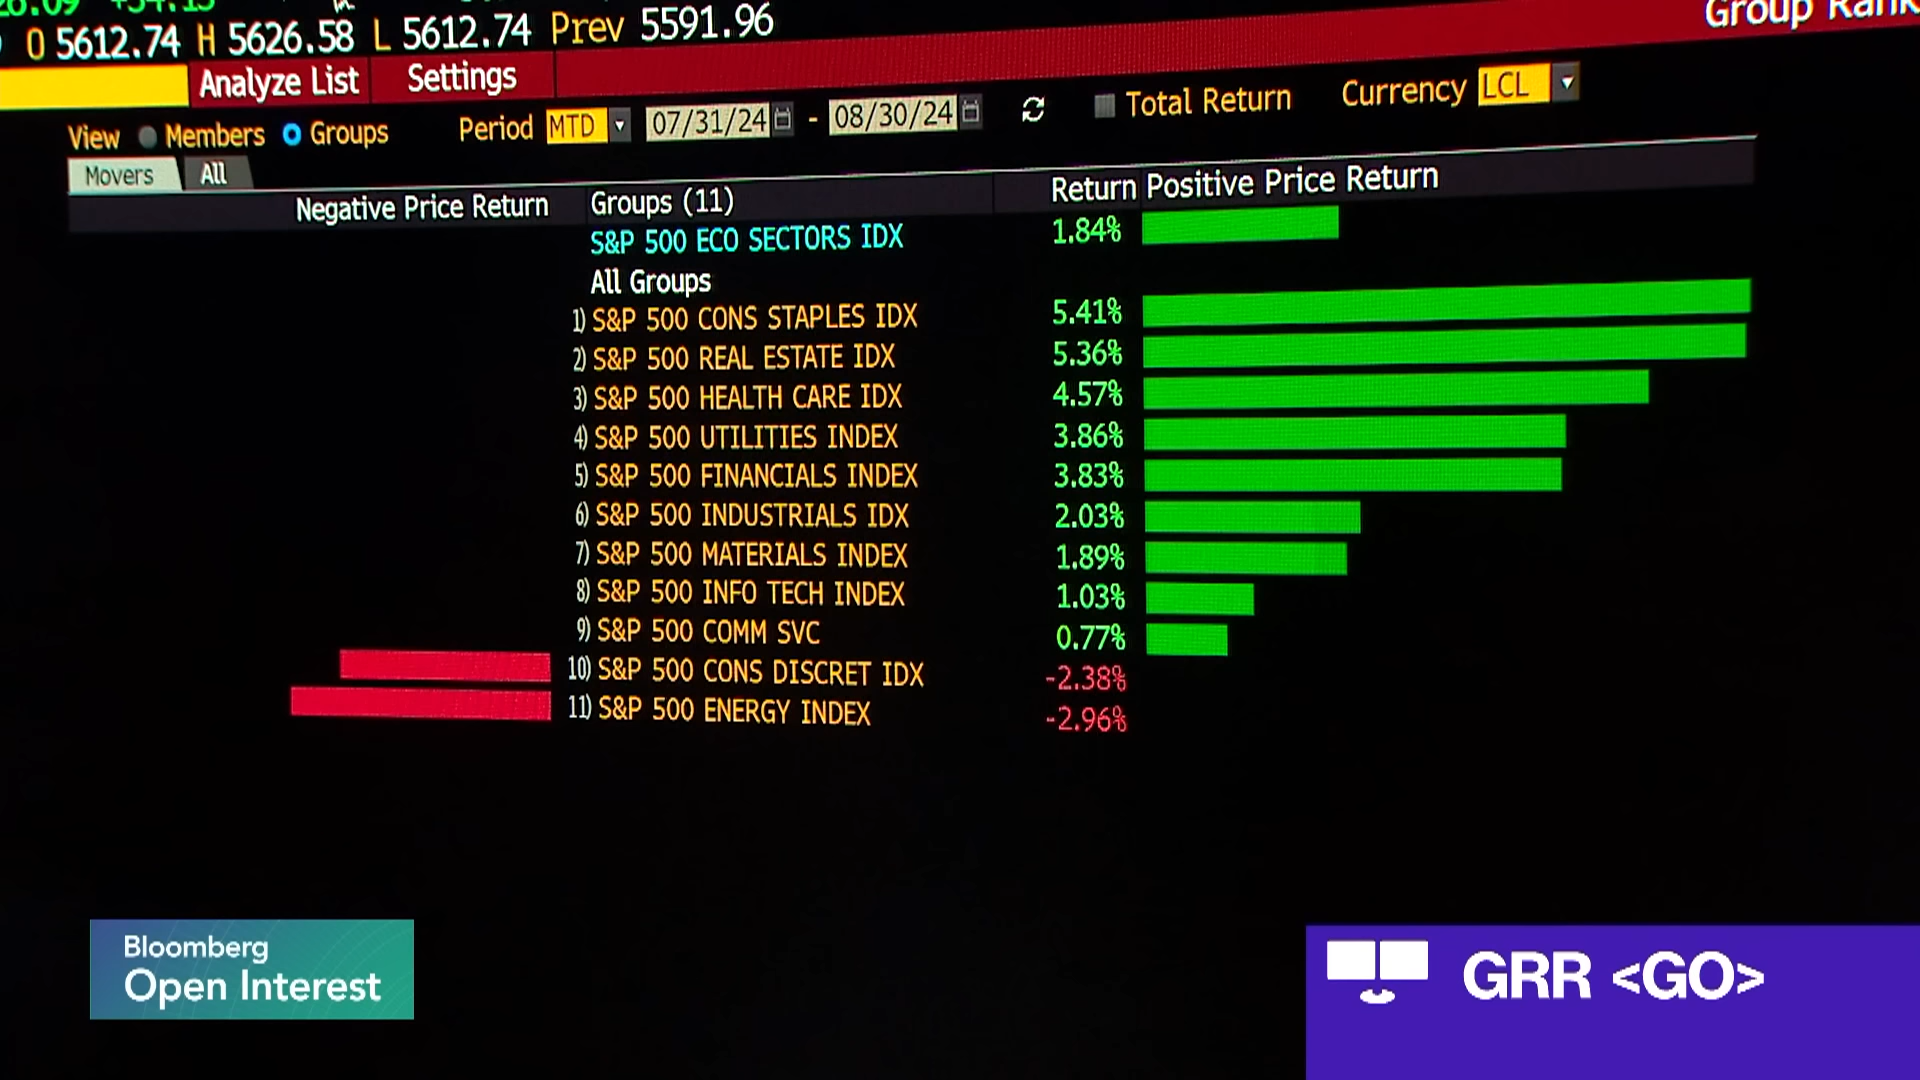 +34.13
O 5612.74 H 5626.58 L 5612.74 Prev 5591.96
Analyze List Settings Group Rank
View Members Groups Period MTD 07/31/24 - 08/30/24 Total Return Currency LCL
Movers All
Negative Price Return Groups (11) Return Positive Price Return
S&P 500 ECO SECTORS IDX 1.84%
All Groups
1) S&P 500 CONS STAPLES IDX 5.41%
2) S&P 500 REAL ESTATE IDX 5.36%
3) S&P 500 HEALTH CARE IDX 4.57%
4) S&P 500 UTILITIES INDEX 3.86%
5) S&P 500 FINANCIALS INDEX 3.83%
6) S&P 500 INDUSTRIALS IDX 2.03%
7) S&P 500 MATERIALS INDEX 1.89%
8) S&P 500 INFO TECH INDEX 1.03%
9) S&P 500 COMM SVC 0.77%
10) S&P 500 CONS DISCRET IDX -2.38%
11) S&P 500 ENERGY INDEX -2.96%
Bloomberg
Open Interest
GRR <GO>